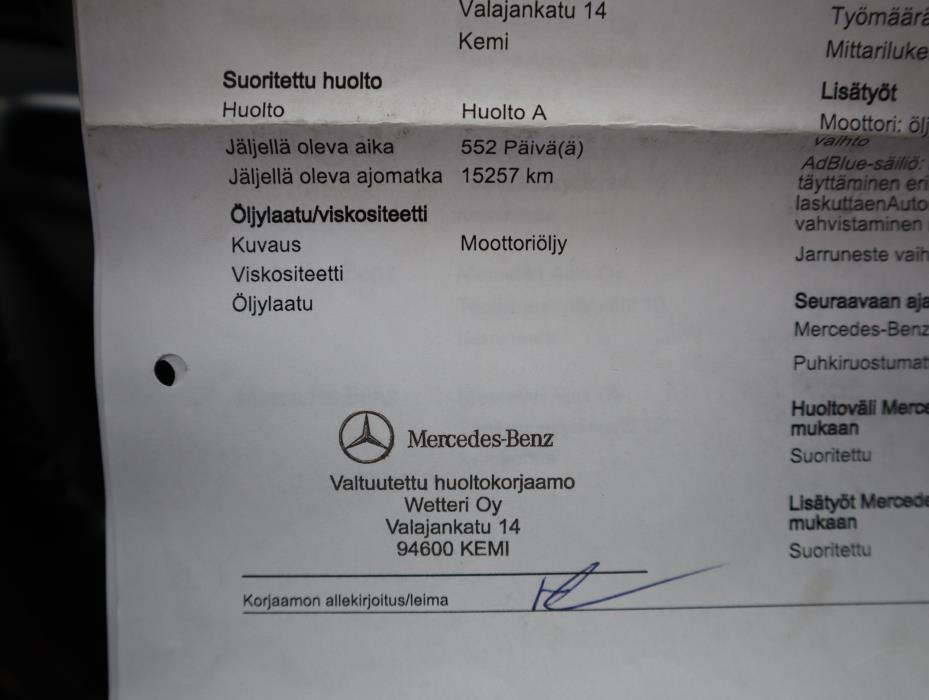 Valajankatu 14
Kemi
Suoritettu huolto
Huolto Huolto A
Jäljellä oleva aika 552 Päivä(ä)
Jäljellä oleva ajomatka 15257 km
Öljylaatu/viskositeetti
Kuvaus Moottoriöljy
Viskositeetti
Öljylaatu
Mercedes-Benz
Valtuutettu huoltokorjaamo
Wetteri Oy
Valajankatu 14
94600 KEMI
Korjaamon allekirjoitus/leima
Työmäärä
Mittariluke
Lisätyöt
Moottori:ölj
vaihto
AdBlue-säiliö:
täyttäminen eri
laskuttaenAuto
vahvistaminen
Jarruneste vaih
Seuraavaan aja
Mercedes-Benz
Puhkiruostumat
Huoltoväli Merce
mukaan
Suoritettu
Lisätyöt Mercede
mukaan
Suoritettu